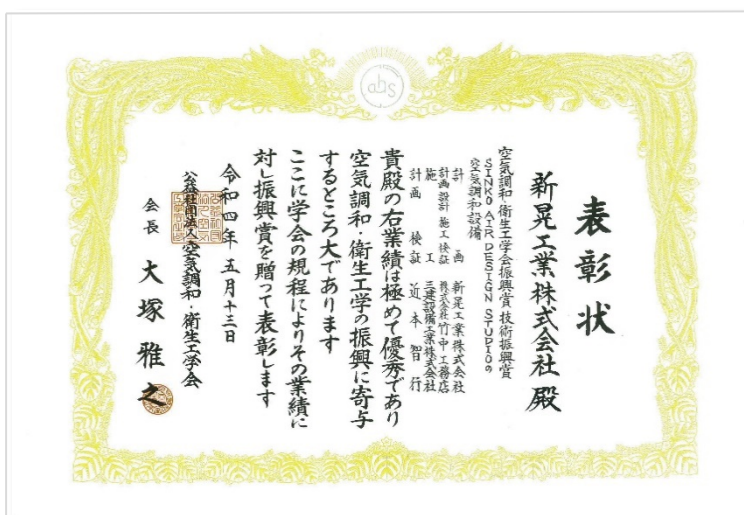 表彰状
新晃工業株式会社 殿
空気調和・衛生工学会振興賞 技術振興賞
SINKO AIR DESIGN STUDIOの
空気調和設備
計画 新晃工業株式会社
計画 設計 施工 検証 株式会社竹中工務店
施工 三建設備工業株式会社
計画 検証 近本智行
貴殿の右業績は極めて優秀であり
空気調和・衛生工学の振興に寄与
するところ大であります
ここに学会の規程によりその業績に
対し振興賞を贈って表彰します
令和四年五月十三日
公益社団法人 空気調和・衛生工学会
会長 大塚雅之